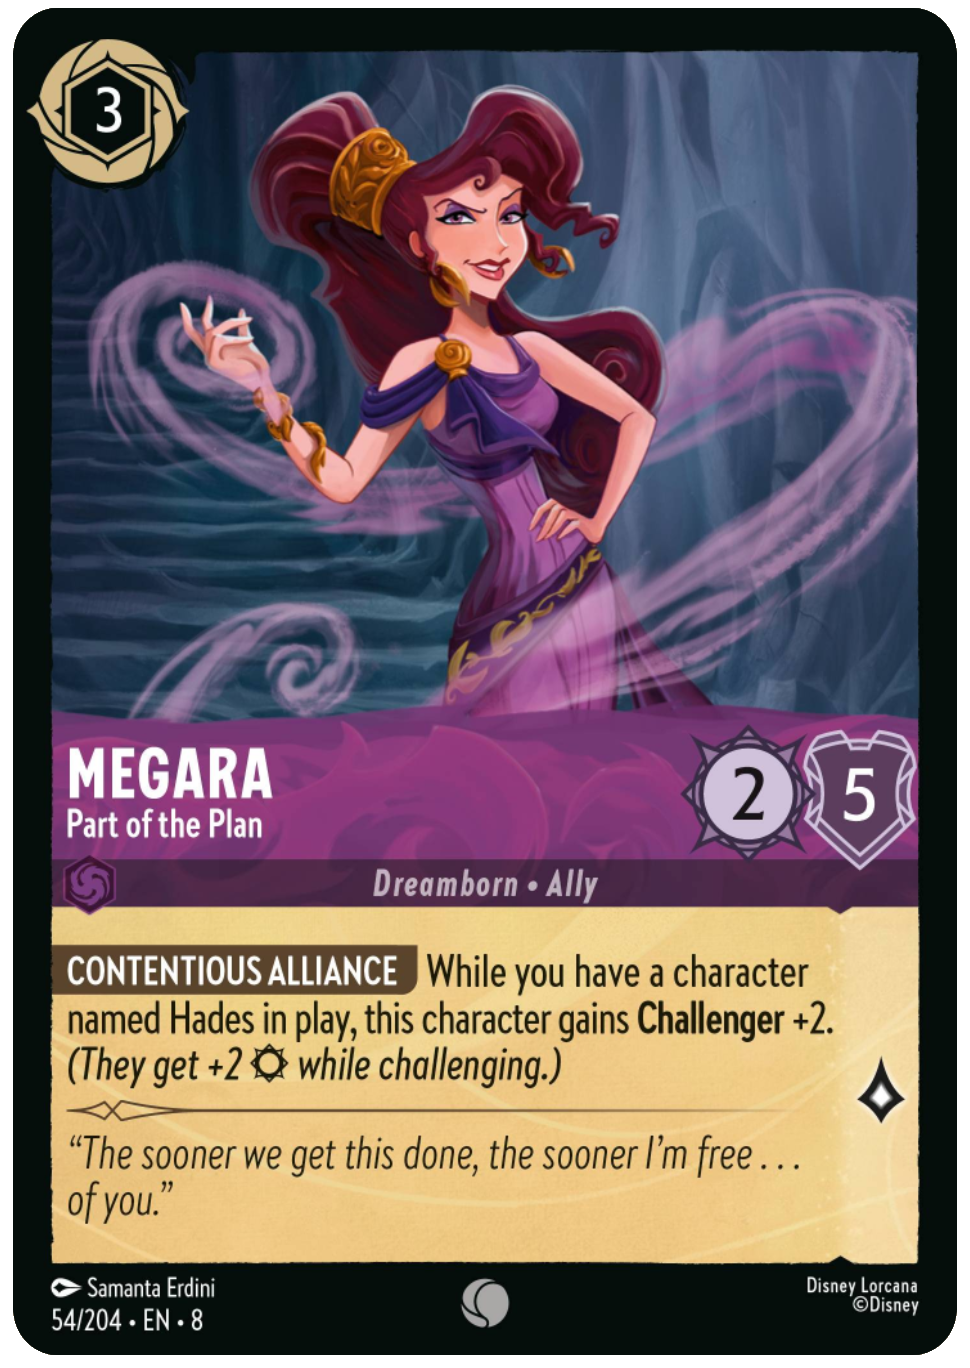 3
MEGARA
Part of the Plan
2
5
Dreamborn • Ally
CONTENTIOUS ALLIANCE While you have a character
named Hades in play, this character gains Challenger +2.
(They get +2 while challenging.)
“The sooner we get this done, the sooner I’m free . . .
of you.”
Samanta Erdini
54/204 • EN • 8
Disney Lorcana
©Disney